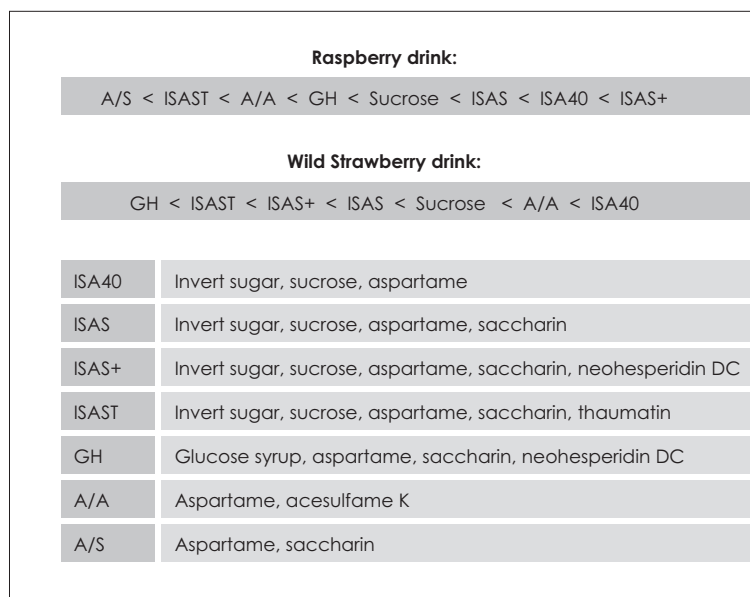 Raspberry drink:
A/S < ISAST < A/A < GH < Sucrose < ISAS < ISA40 < ISAS+
Wild Strawberry drink:
GH < ISAST < ISAS+ < ISAS < Sucrose < A/A < ISA40
ISA40 Invert sugar, sucrose, aspartame
ISAS Invert sugar, sucrose, aspartame, saccharin
ISAS+ Invert sugar, sucrose, aspartame, saccharin, neohesperidin DC
ISAST Invert sugar, sucrose, aspartame, saccharin, thaumatin
GH Glucose syrup, aspartame, saccharin, neohesperidin DC
A/A Aspartame, acesulfame K
A/S Aspartame, saccharin